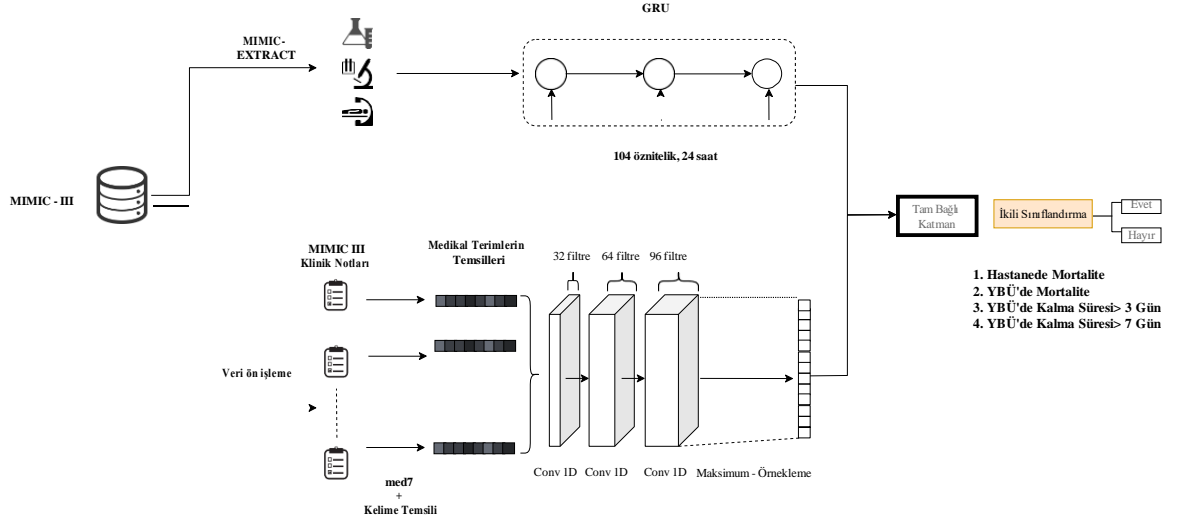 GRU
MIMIC-
EXTRACT
104 öznitelik, 24 saat
MIMIC - III
Tam Bağlı
Katman
İkili Sınıflandırma
Evet
Hayır
MIMIC III
Klinik Notları
Medikal Terimlerin
Temsilleri
32 filtre
64 filtre
96 filtre
1. Hastanede Mortalite
2. YBÜ'de Mortalite
3. YBÜ'de Kalma Süresi> 3 Gün
4. YBÜ'de Kalma Süresi> 7 Gün
Veri ön işleme
Conv 1D
Conv 1D
Conv 1D
Maksimum - Örnekleme
med7
+
Kelime Temsili